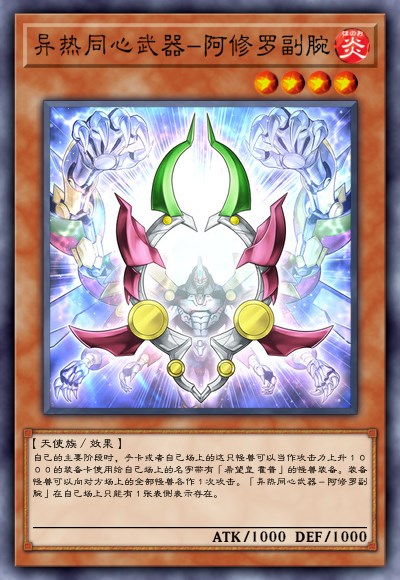 异热同心武器-阿修罗副腕
炎
【天使族/效果】
自己的主要阶段时，手卡或者自己场上的这只怪兽可以当作攻击力上升1
000的装备卡使用给自己场上的名字带有「希望皇 霍普」的怪兽装备。装备
怪兽可以向对方场上的全部怪兽各作1次攻击。「异热同心武器-阿修罗副
腕」在自己场上只能有1张表侧表示存在。
ATK/1000 DEF/1000